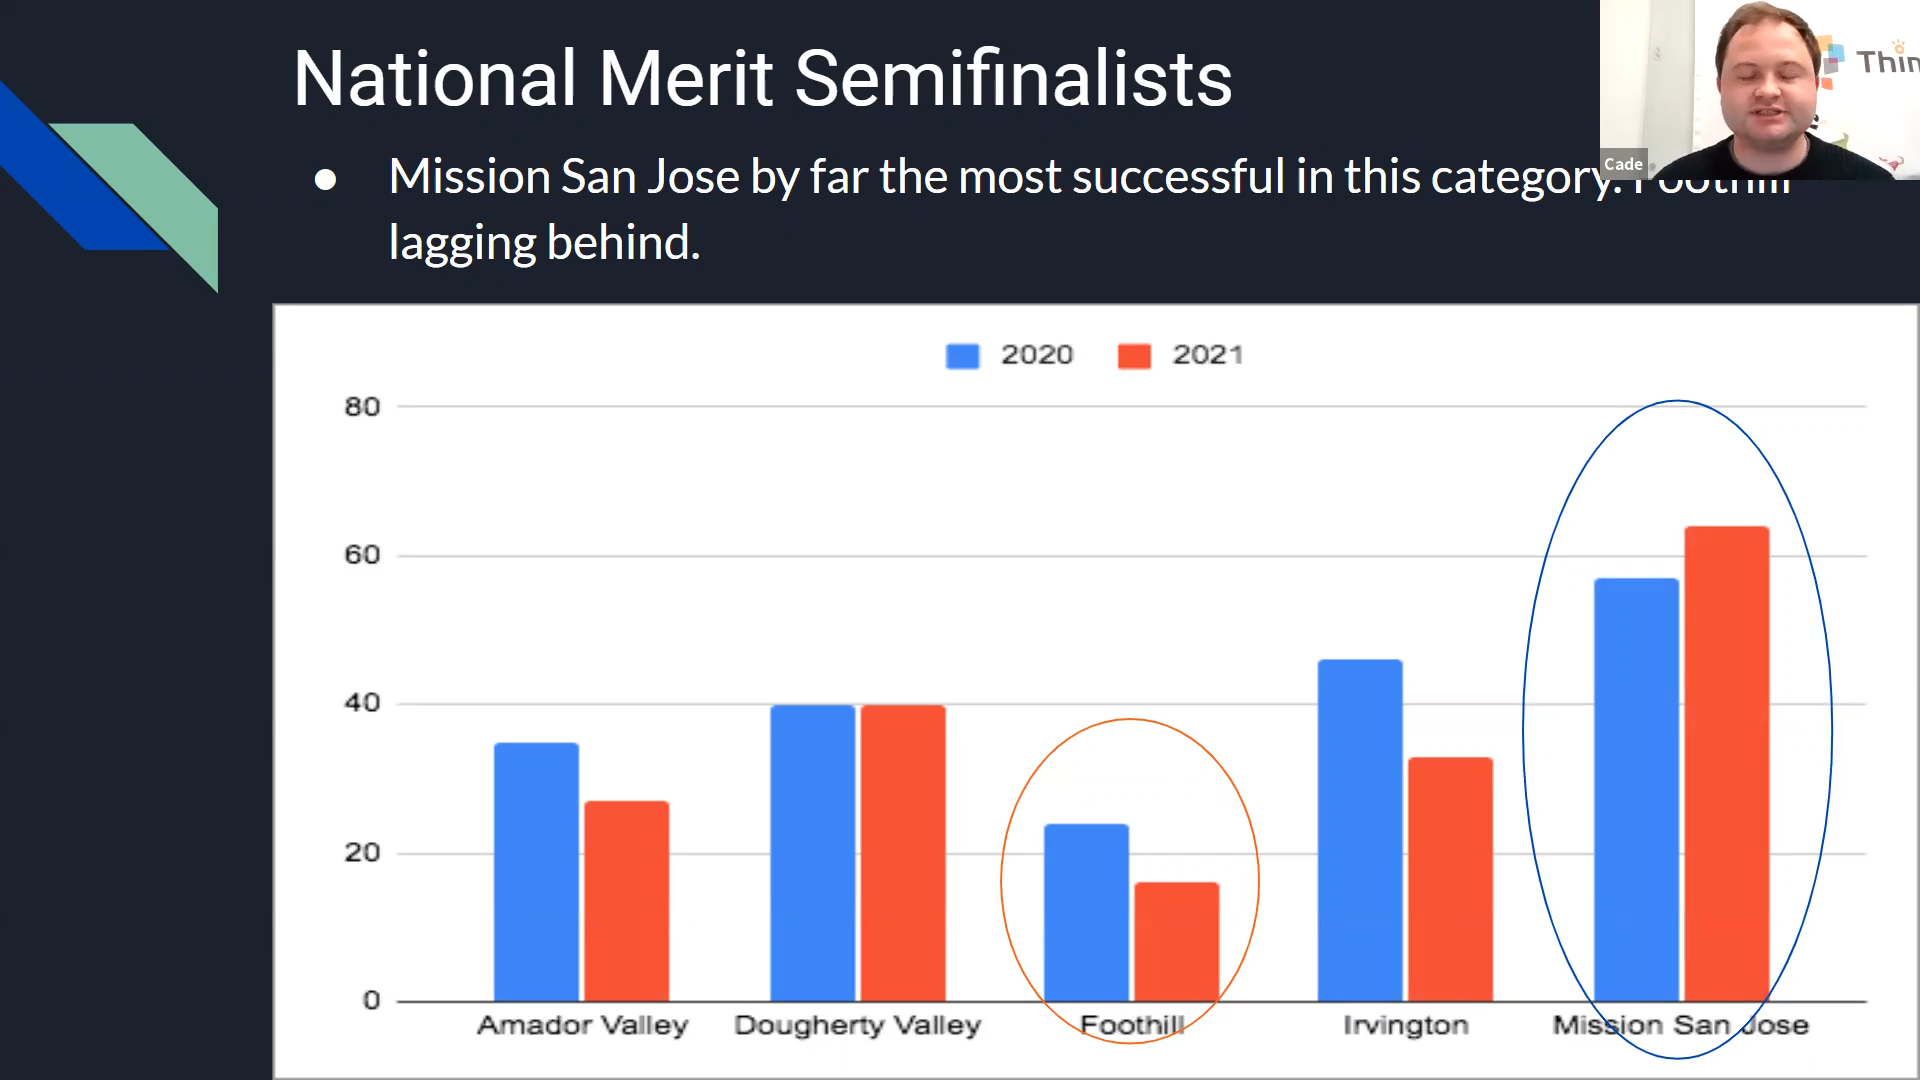 National Merit Semifinalists
Thin
Cade
● Mission San Jose by far the most successful in this category. Foothill
lagging behind.
2020 2021
80
60
40
20
0
Amador Valley Dougherty Valley Foothill Irvington Mission San Jose